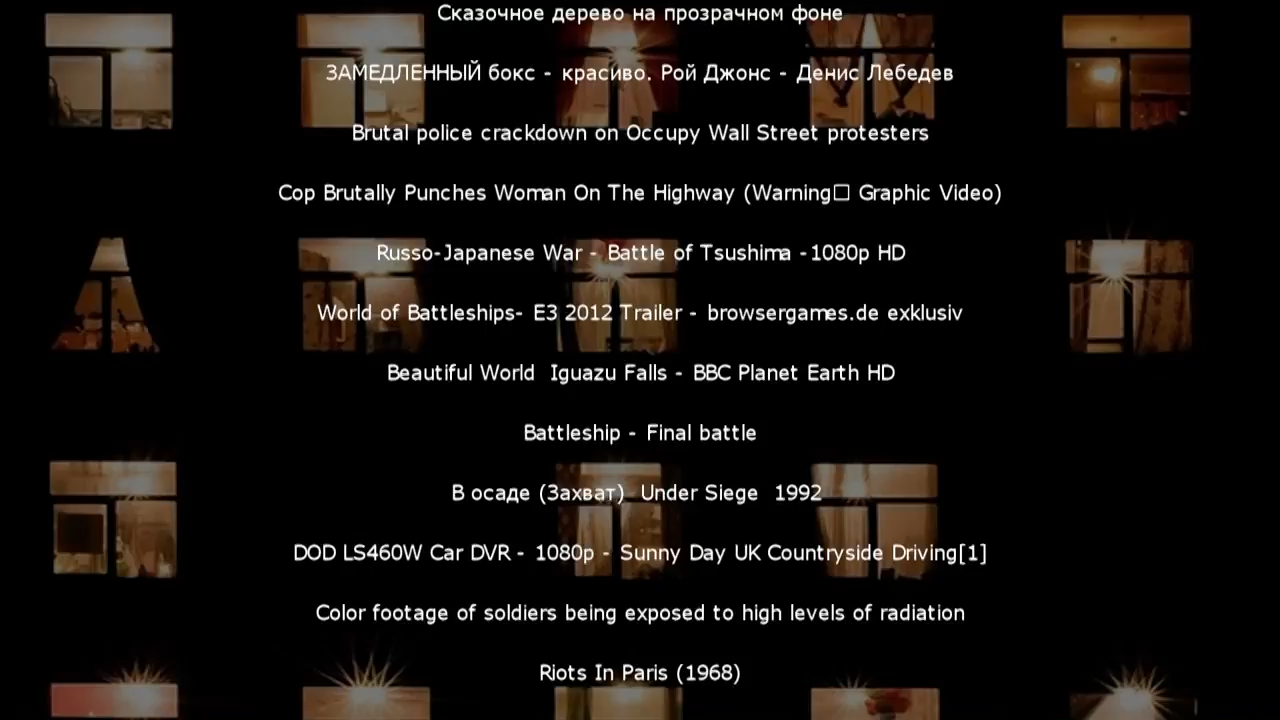 Сказочное дерево на прозрачном фоне
ЗАМЕДЛЕННЫЙ бокс - красиво. Рой Джонс - Денис Лебедев
Brutal police crackdown on Occupy Wall Street protesters
Cop Brutally Punches Woman On The Highway (Warning□ Graphic Video)
Russo-Japanese War - Battle of Tsushima -1080p HD
World of Battleships- E3 2012 Trailer - browsergames.de exklusiv
Beautiful World  Iguazu Falls - BBC Planet Earth HD
Battleship - Final battle
В осаде (Захват)  Under Siege  1992
DOD LS460W Car DVR - 1080p - Sunny Day UK Countryside Driving[1]
Color footage of soldiers being exposed to high levels of radiation
Riots In Paris (1968)